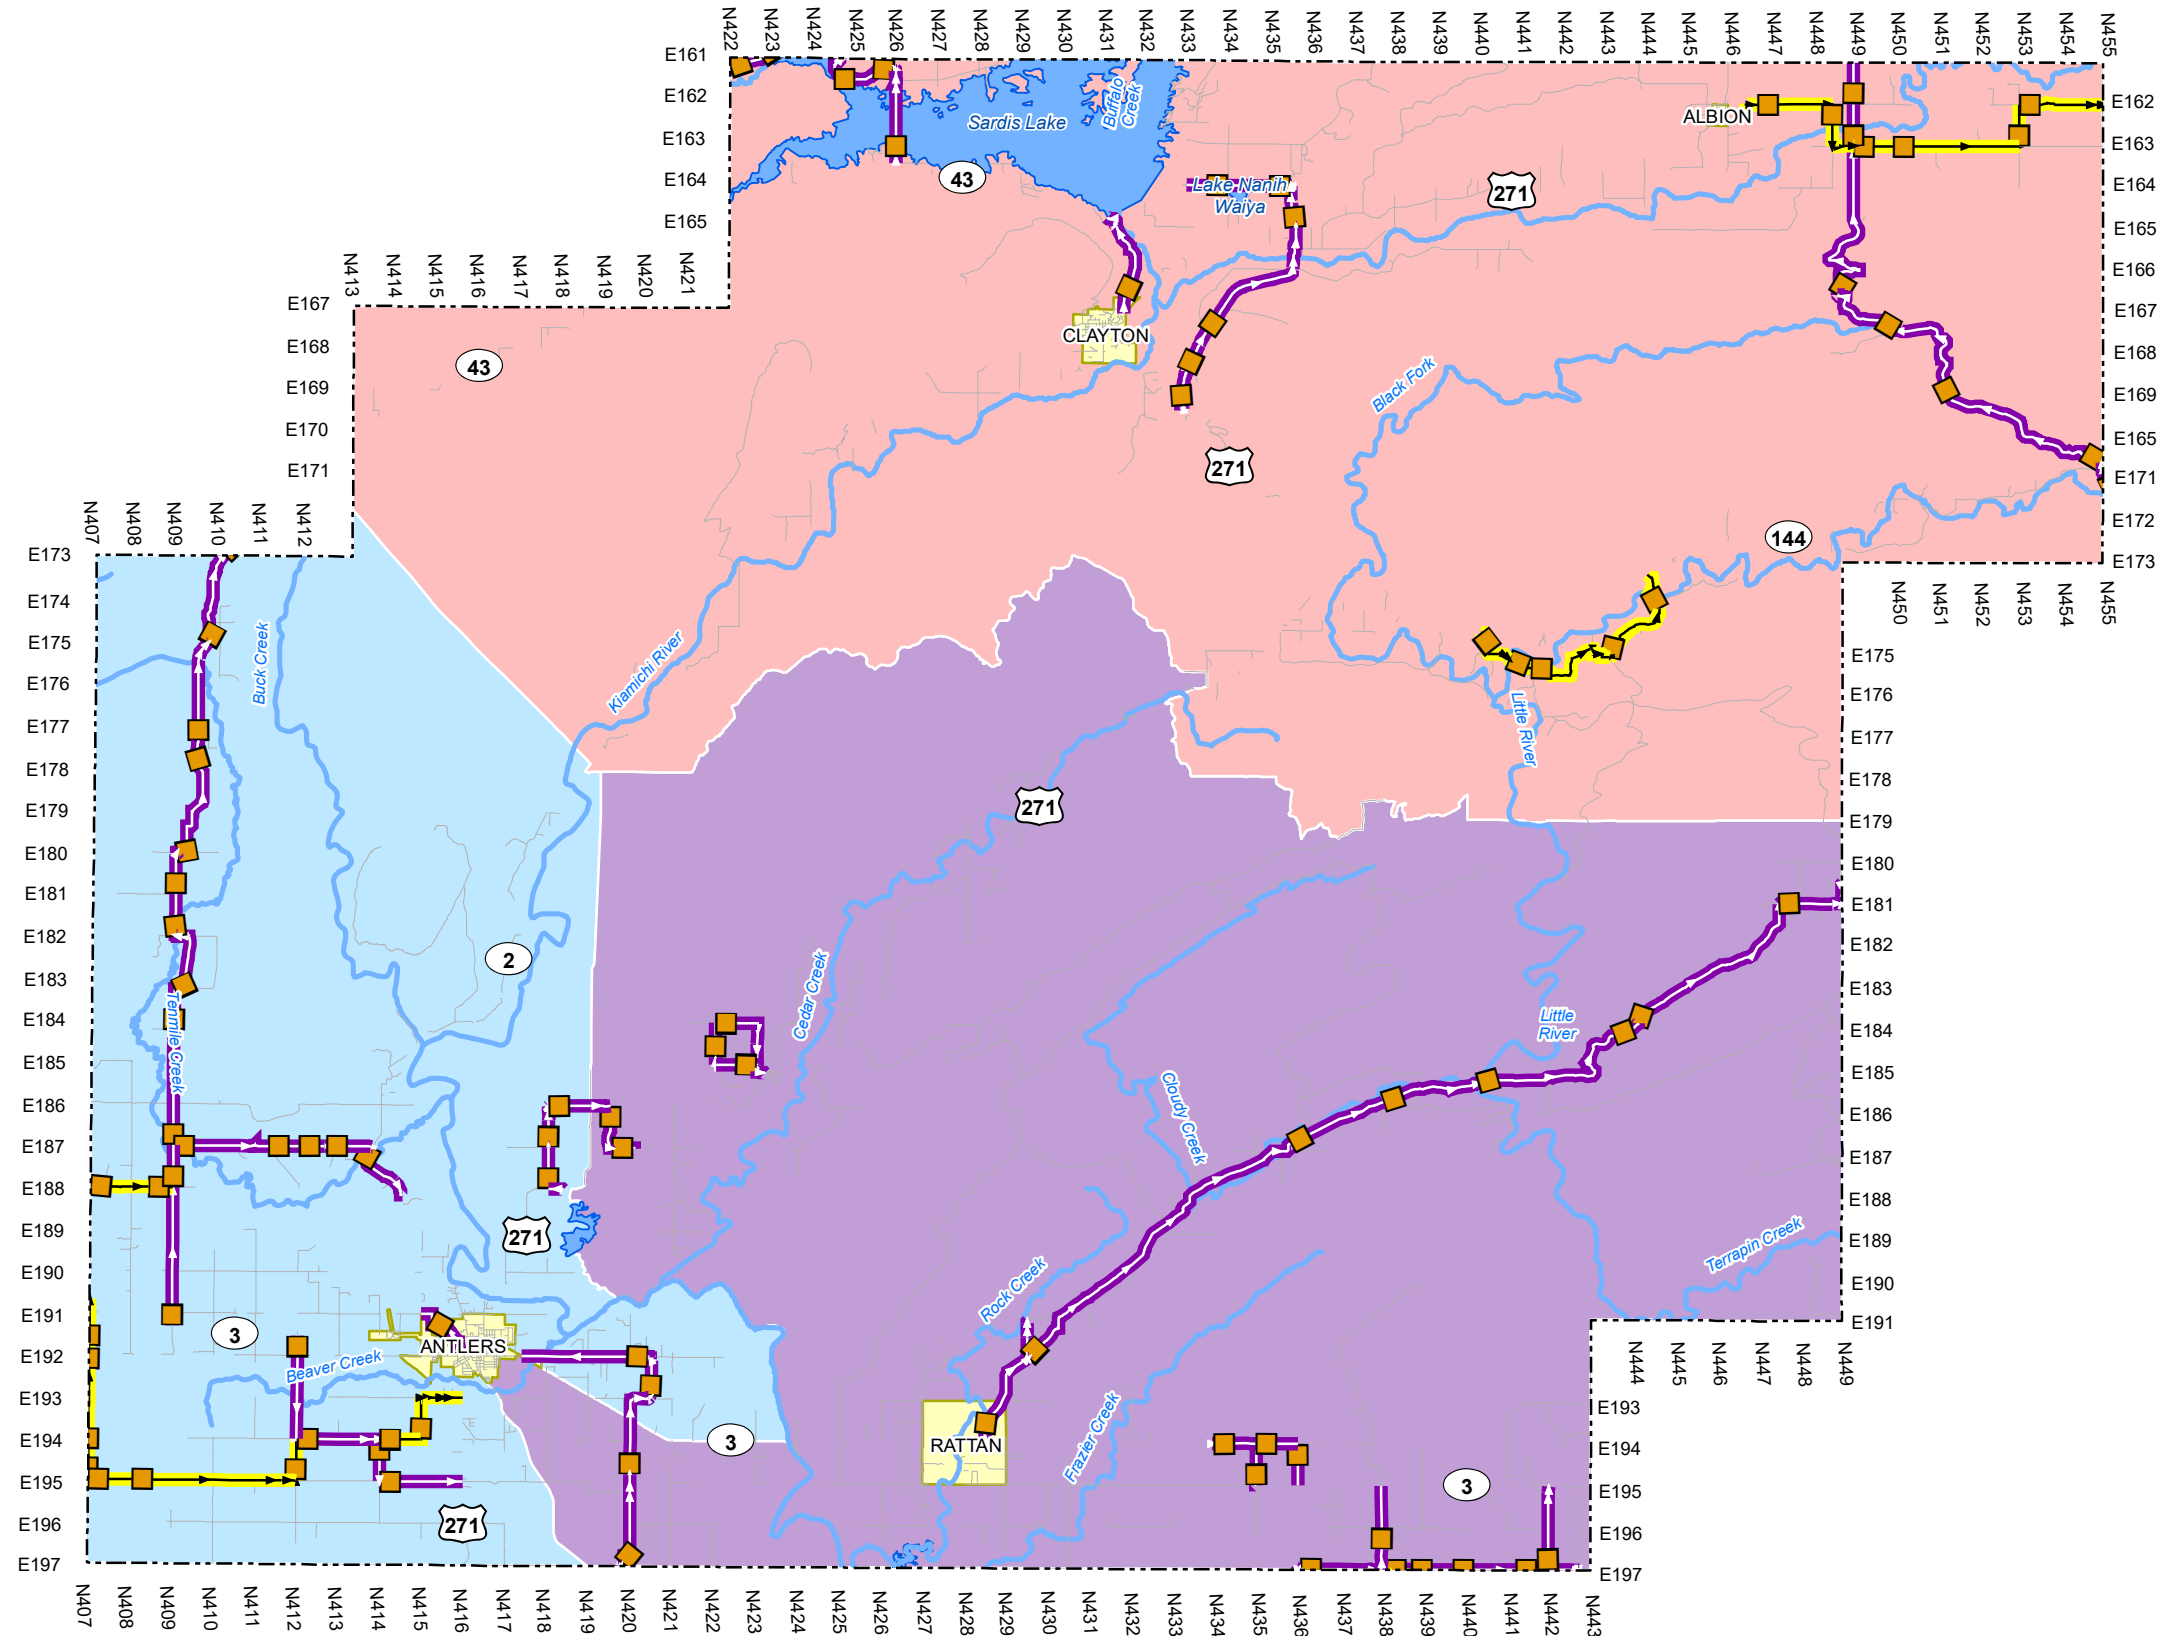 N422 N423 N424 N425 N426 N427 N428 N429 N430 N431 N432 N433 N434 N435 N436 N437 N438 N439 N440 N441 N442 N443 N444 N445 N446 N447 N448 N449 N450 N451 N452 N453 N454 N455
E161
E162
E163
E164
E165
E162
E163
E164
E165
E166
E167
E168
E169
E165
E171
E172
E173
Sardis Lake
Buffalo
Creek
ALBION
43
Lake Nanih
Waiya
271
N413 N414 N415 N416 N417 N418 N419 N420 N421
E167
E168
E169
E170
E171
43
CLAYTON
Black Fork
271
144
N407 N408 N409 N410 N411 N412
E173
E174
E175
E176
E177
E178
E179
E180
E181
E182
E183
E184
E185
E186
E187
E188
E189
E190
E191
E192
E193
E194
E195
E196
E197
N450 N451 N452 N453 N454 N455
E175
E176
E177
E178
E179
E180
E181
E182
E183
E184
E185
E186
E187
E188
E189
E190
E191
Buck Creek
Kiamichi River
Little River
271
2
Cedar Creek
Tenmile Creek
Little
River
Cloudy Creek
271
Terrapin Creek
Rock Creek
3
ANTLERS
Beaver Creek
N444 N445 N446 N447 N448 N449
E193
E194
E195
E196
E197
Frazier Creek
3
RATTAN
3
271
N407 N408 N409 N410 N411 N412 N413 N414 N415 N416 N417 N418 N419 N420 N421 N422 N423 N424 N425 N426 N427 N428 N429 N430 N431 N432 N433 N434 N435 N436 N437 N438 N439 N440 N441 N442 N443